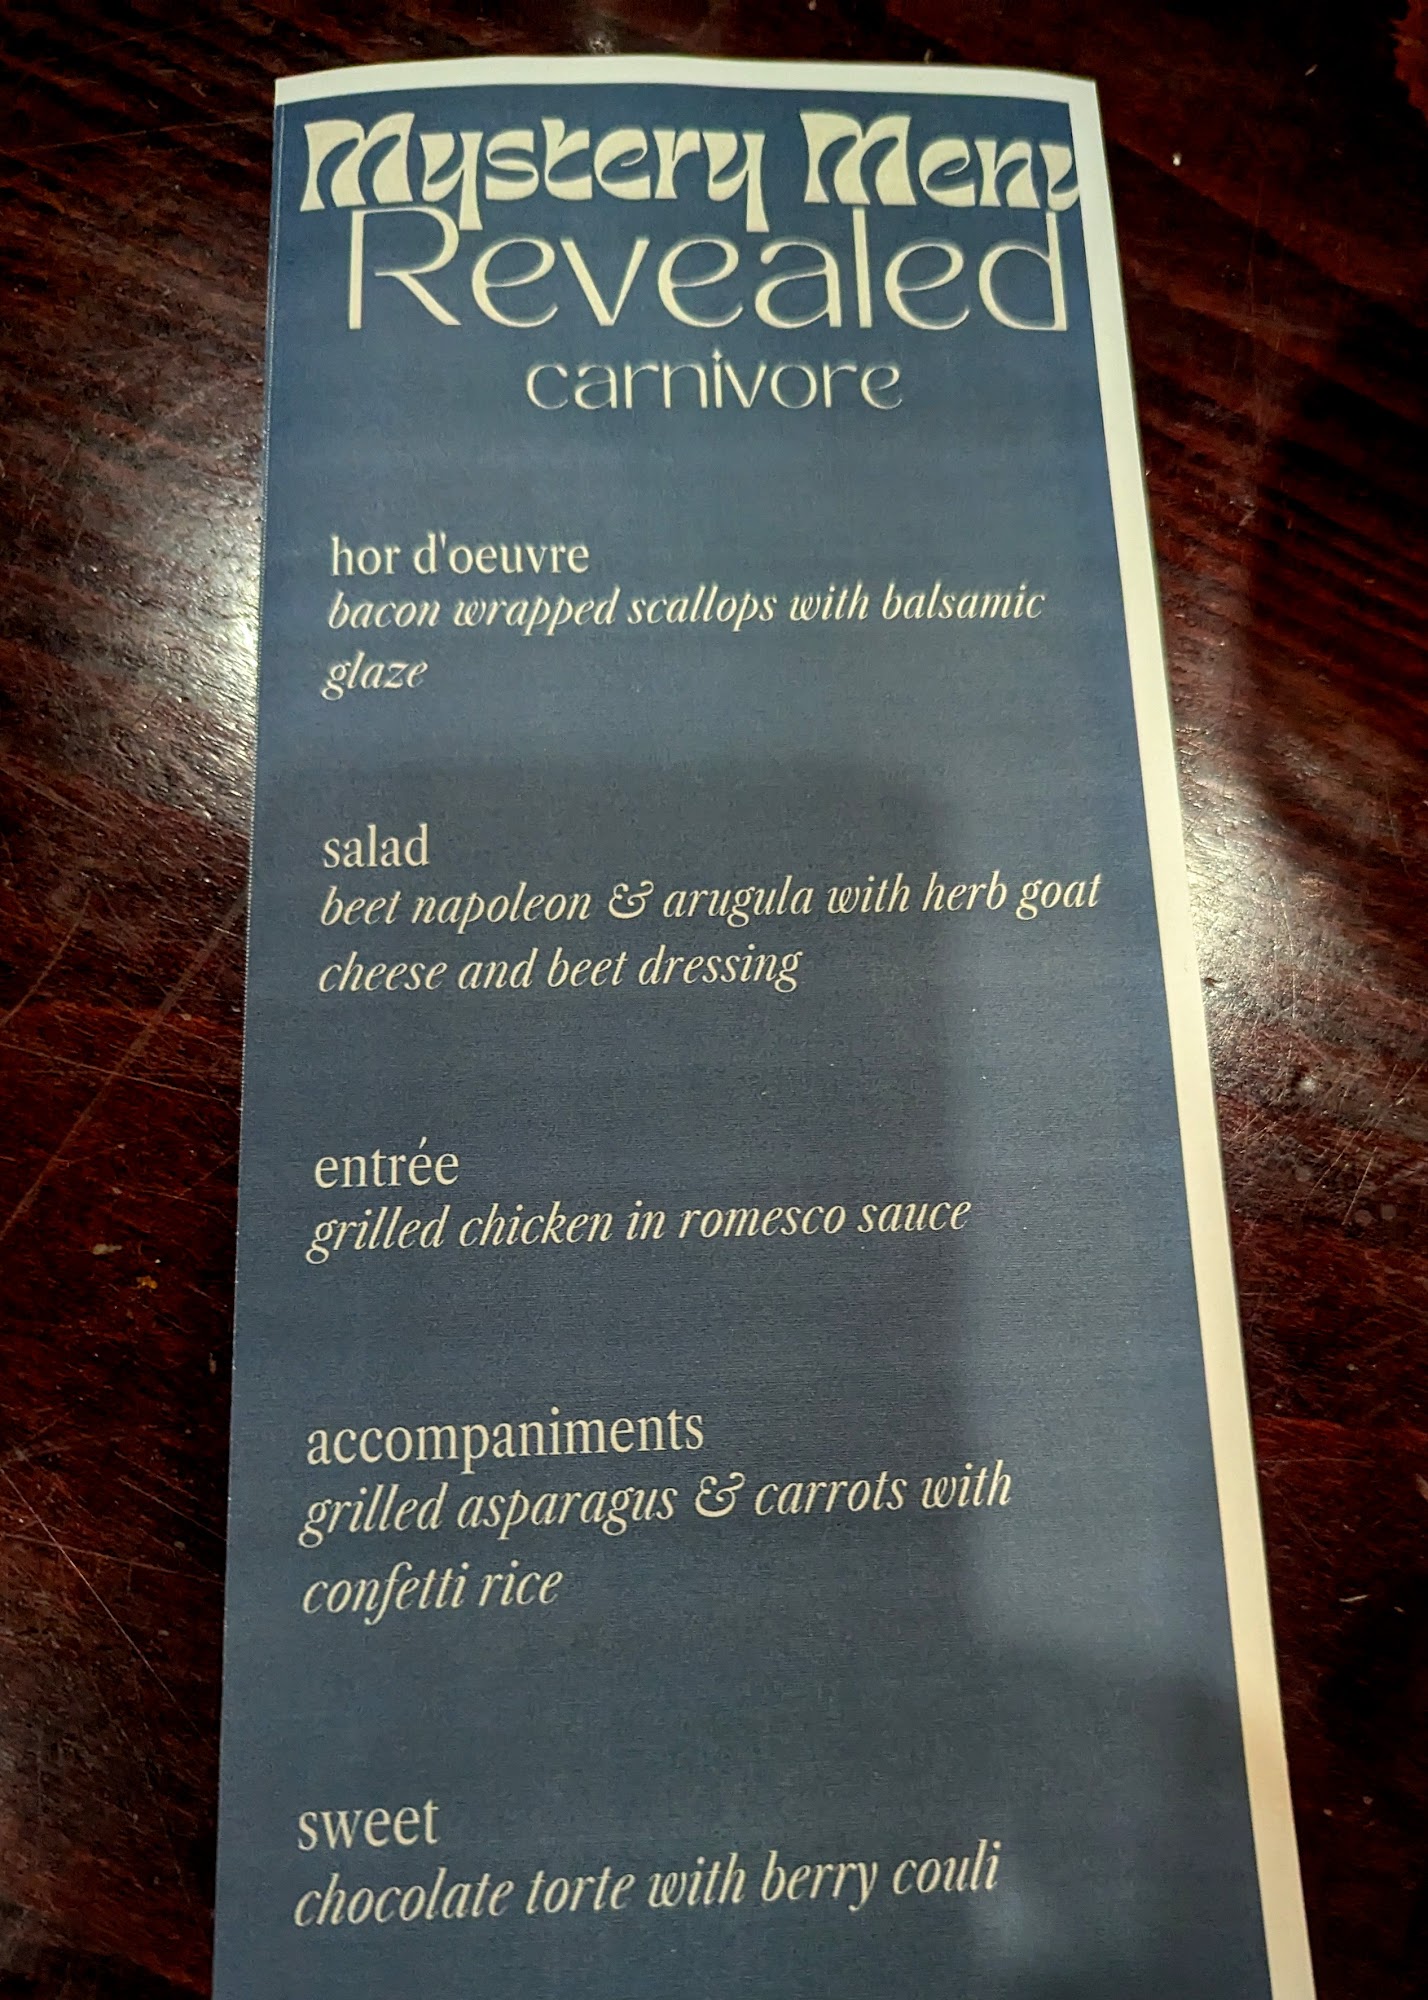 Mystery Menu
Revealed
carnivore
hor d'oeuvre
bacon wrapped scallops with balsamic
glaze
salad
beet napoleon & arugula with herb goat
cheese and beet dressing
entrée
grilled chicken in romesco sauce
accompaniments
grilled asparagus & carrots with
confetti rice
sweet
chocolate torte with berry couli